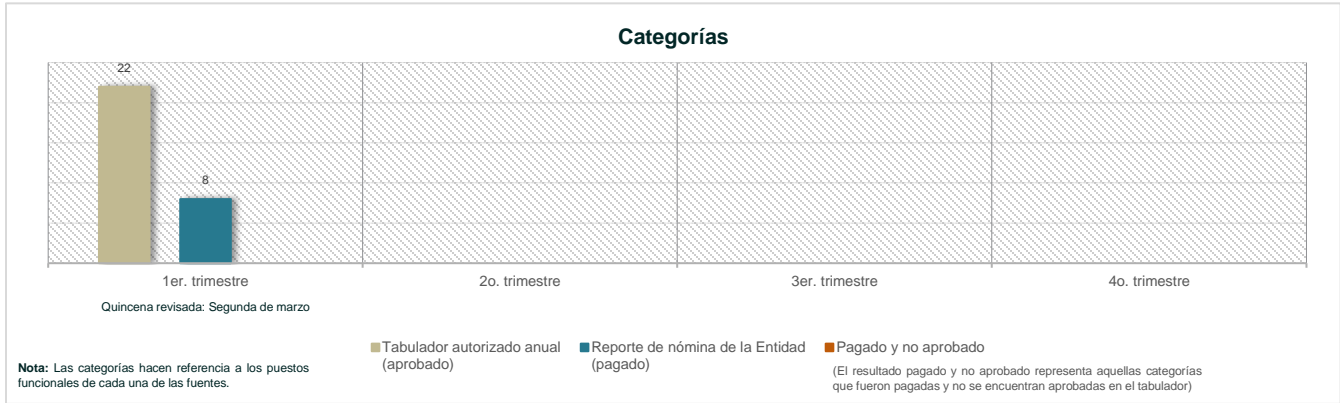 Categorías
22
8
1er. trimestre
2o. trimestre
3er. trimestre
4o. trimestre
Quincena revisada: Segunda de marzo
Tabulador autorizado anual
(aprobado)
Reporte de nómina de la Entidad
(pagado)
Pagado y no aprobado
(El resultado pagado y no aprobado representa aquellas categorías
que fueron pagadas y no se encuentran aprobadas en el tabulador)
Nota: Las categorías hacen referencia a los puestos
funcionales de cada una de las fuentes.